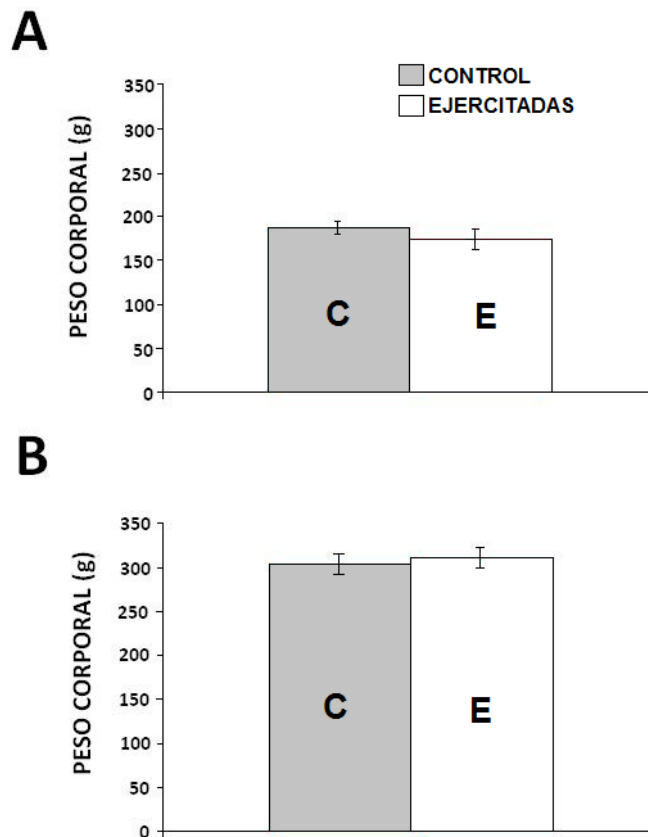 A
CONTROL
EJERCITADAS
PESO CORPORAL (g)
350
300
250
200
150
100
50
0
C
E
B
PESO CORPORAL (g)
350
300
250
200
150
100
50
0
C
E